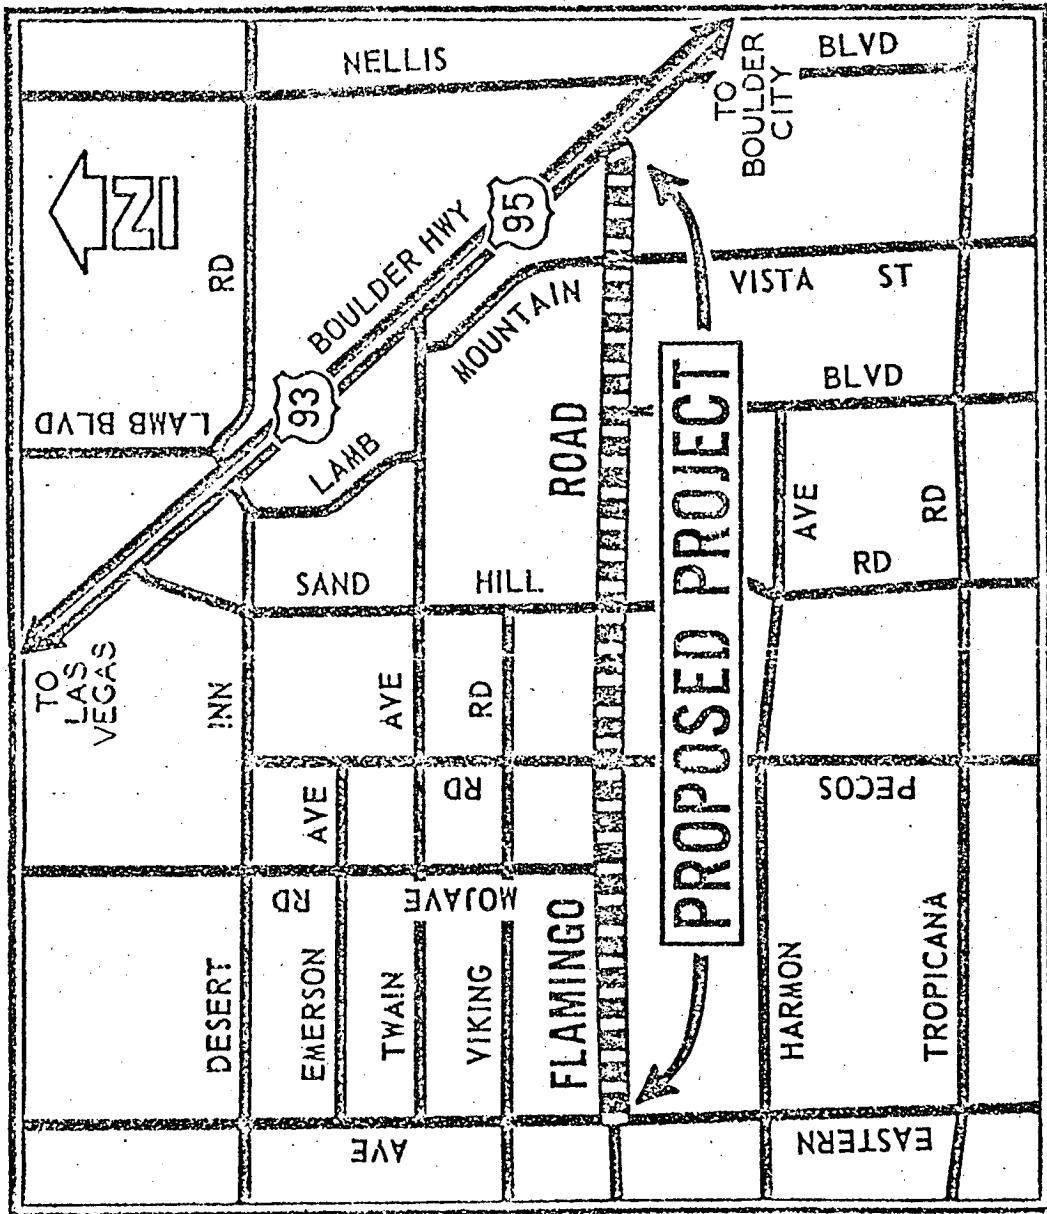 NELLIS BLVD
TO
BOULDER
CITY
N
RD
BOULDER HWY
95
MOUNTAIN VISTA ST
LAMB BLVD
93
LAMB BLVD
ROAD
PROPOSED PROJECT
AVE
RD
SAND HILL RD
TO
LAS
VEGAS
INN
AVE
RD
AVE
PECOS RD
MOJAVE RD
DESERT
EMERSON
TWAIN
VIKING
FLAMINGO
HARMON
TROPICANA
EASTERN AVE